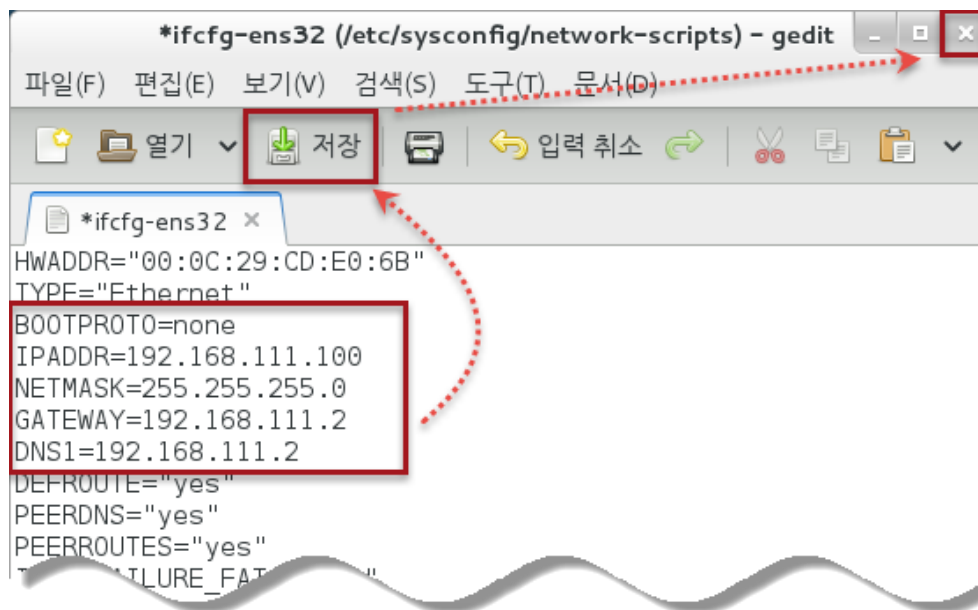 *ifcfg-ens32 (/etc/sysconfig/network-scripts) – gedit
파일(F) 편집(E) 보기(V) 검색(S) 도구(T) 문서(D)
열기 저장 입력 취소
*ifcfg-ens32
HWADDR="00:0C:29:CD:E0:6B"
TYPE="Ethernet"
BOOTPROTO=none
IPADDR=192.168.111.100
NETMASK=255.255.255.0
GATEWAY=192.168.111.2
DNS1=192.168.111.2
DEFROUTE="yes"
PEERDNS="yes"
PEERROUTES="yes"